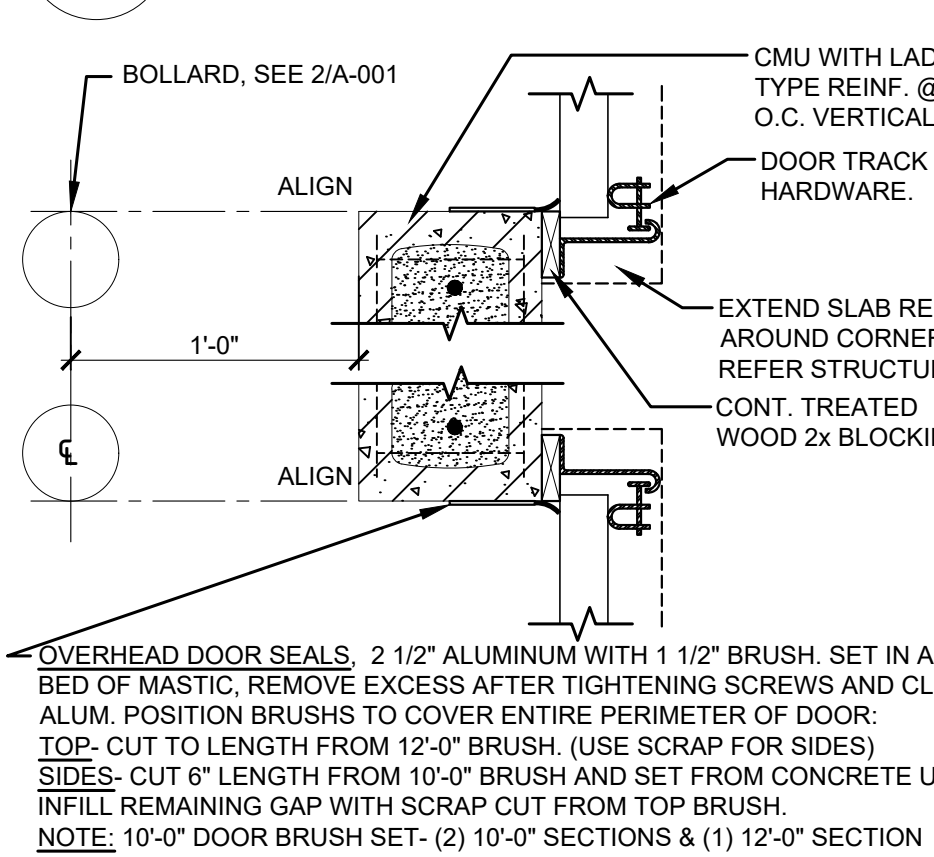 BOLLARD, SEE 2/A-001
CMU WITH LAD
TYPE REINF. @
O.C. VERTICAL
DOOR TRACK
HARDWARE.
ALIGN
EXTEND SLAB RE
AROUND CORNER
REFER STRUCTU
1'-0"
CONT. TREATED
WOOD 2x BLOCKI
℄
ALIGN
OVERHEAD DOOR SEALS, 2 1/2" ALUMINUM WITH 1 1/2" BRUSH. SET IN A
BED OF MASTIC, REMOVE EXCESS AFTER TIGHTENING SCREWS AND CL
ALUM. POSITION BRUSHS TO COVER ENTIRE PERIMETER OF DOOR:
TOP- CUT TO LENGTH FROM 12'-0" BRUSH. (USE SCRAP FOR SIDES)
SIDES- CUT 6" LENGTH FROM 10'-0" BRUSH AND SET FROM CONCRETE U
INFILL REMAINING GAP WITH SCRAP CUT FROM TOP BRUSH.
NOTE: 10'-0" DOOR BRUSH SET- (2) 10'-0" SECTIONS & (1) 12'-0" SECTION